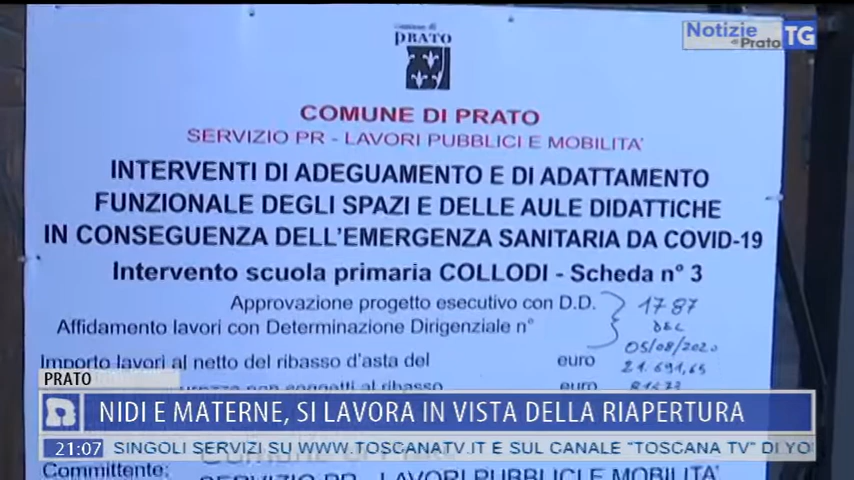 Notizie
di Prato
TG
Comune di
PRATO
COMUNE DI PRATO
SERVIZIO PR - LAVORI PUBBLICI E MOBILITA'
INTERVENTI DI ADEGUAMENTO E DI ADATTAMENTO
FUNZIONALE DEGLI SPAZI E DELLE AULE DIDATTICHE
IN CONSEGUENZA DELL'EMERGENZA SANITARIA DA COVID-19
Intervento scuola primaria COLLODI - Scheda n° 3
Approvazione progetto esecutivo con D.D. 1787
Affidamento lavori con Determinazione Dirigenziale n° DEL
05/08/2020
Importo lavori al netto del ribasso d'asta del euro 21.691,65
non soggetti al ribasso euro
PRATO
NIDI E MATERNE, SI LAVORA IN VISTA DELLA RIAPERTURA
21:07 SINGOLI SERVIZI SU WWW.TOSCANATV.IT E SUL CANALE "TOSCANA TV" DI YO
Committente:
SERVIZIO PR - LAVORI PUBBLICI E MOBILITA'